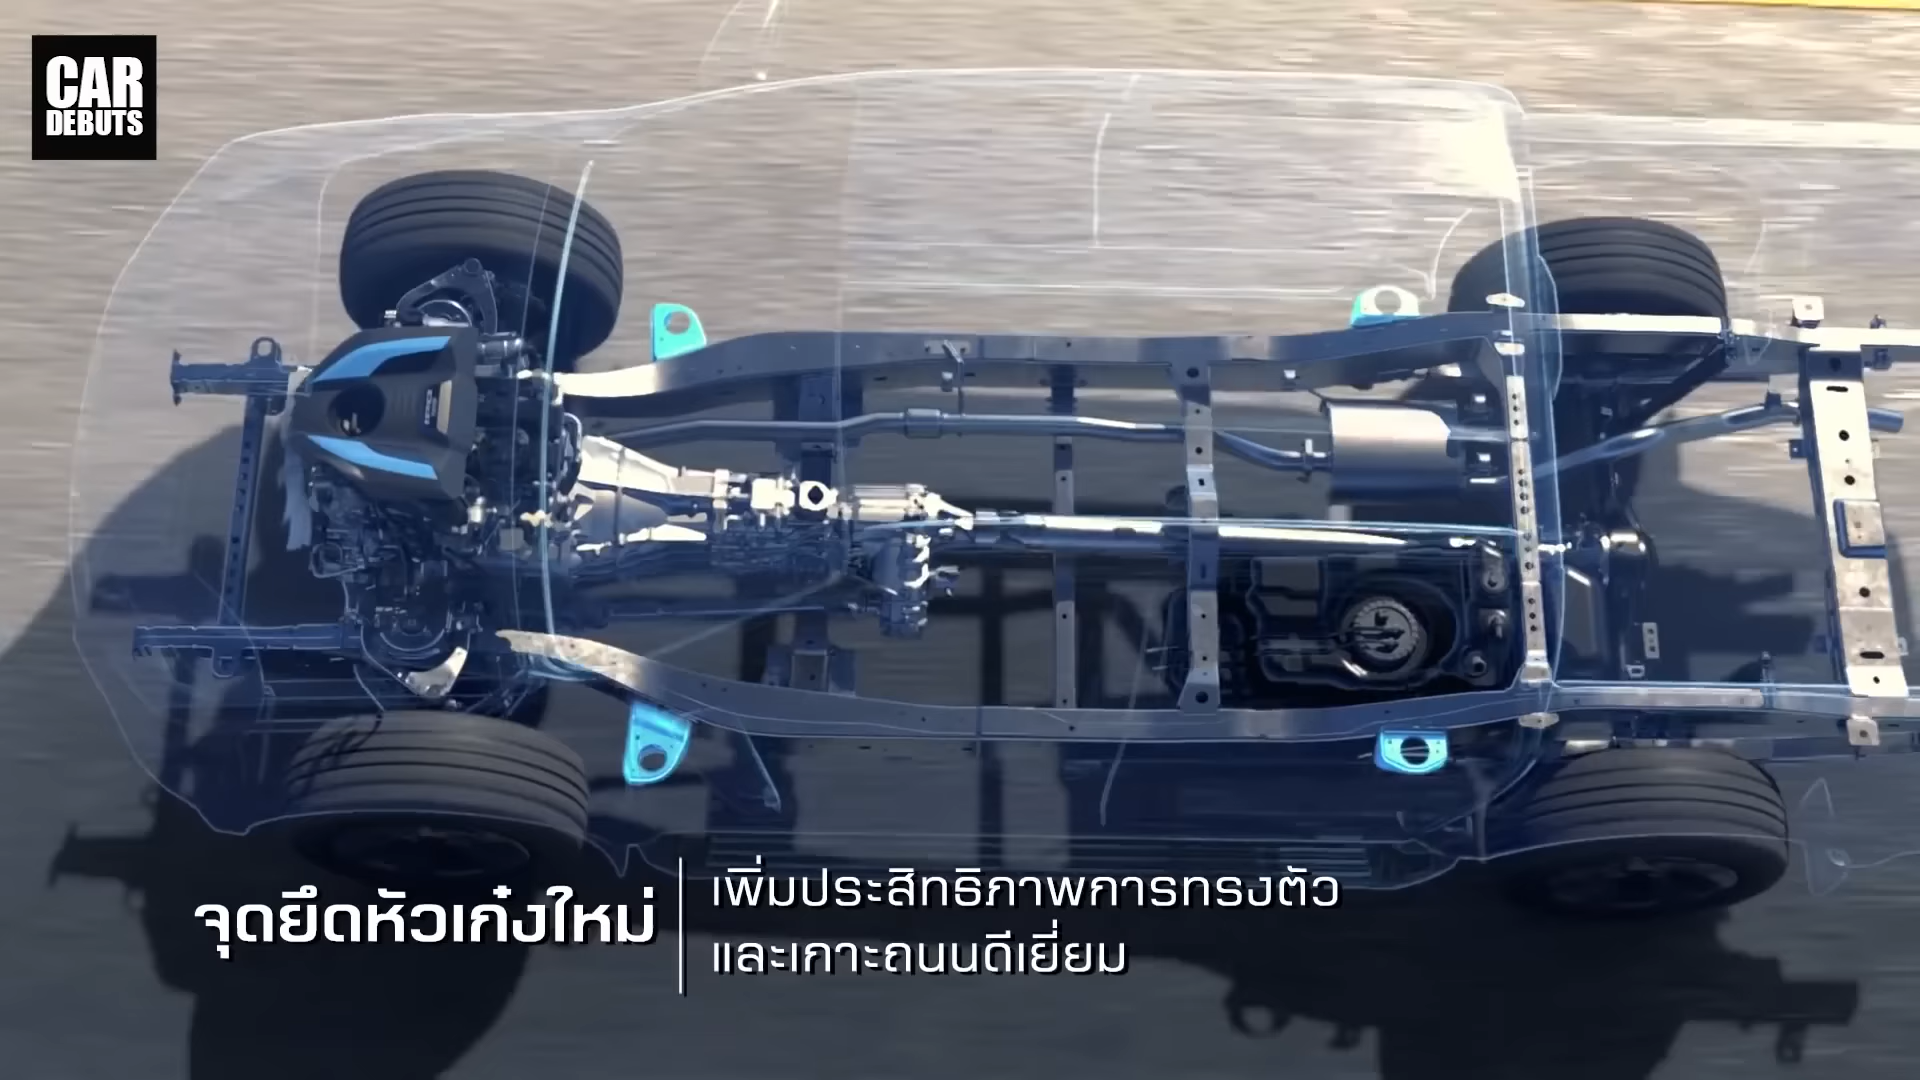 CAR
DEBUTS
จุดยึดหัวเก๋งใหม่
เพิ่มประสิทธิภาพการทรงตัว
และเกาะถนนดีเยี่ยม